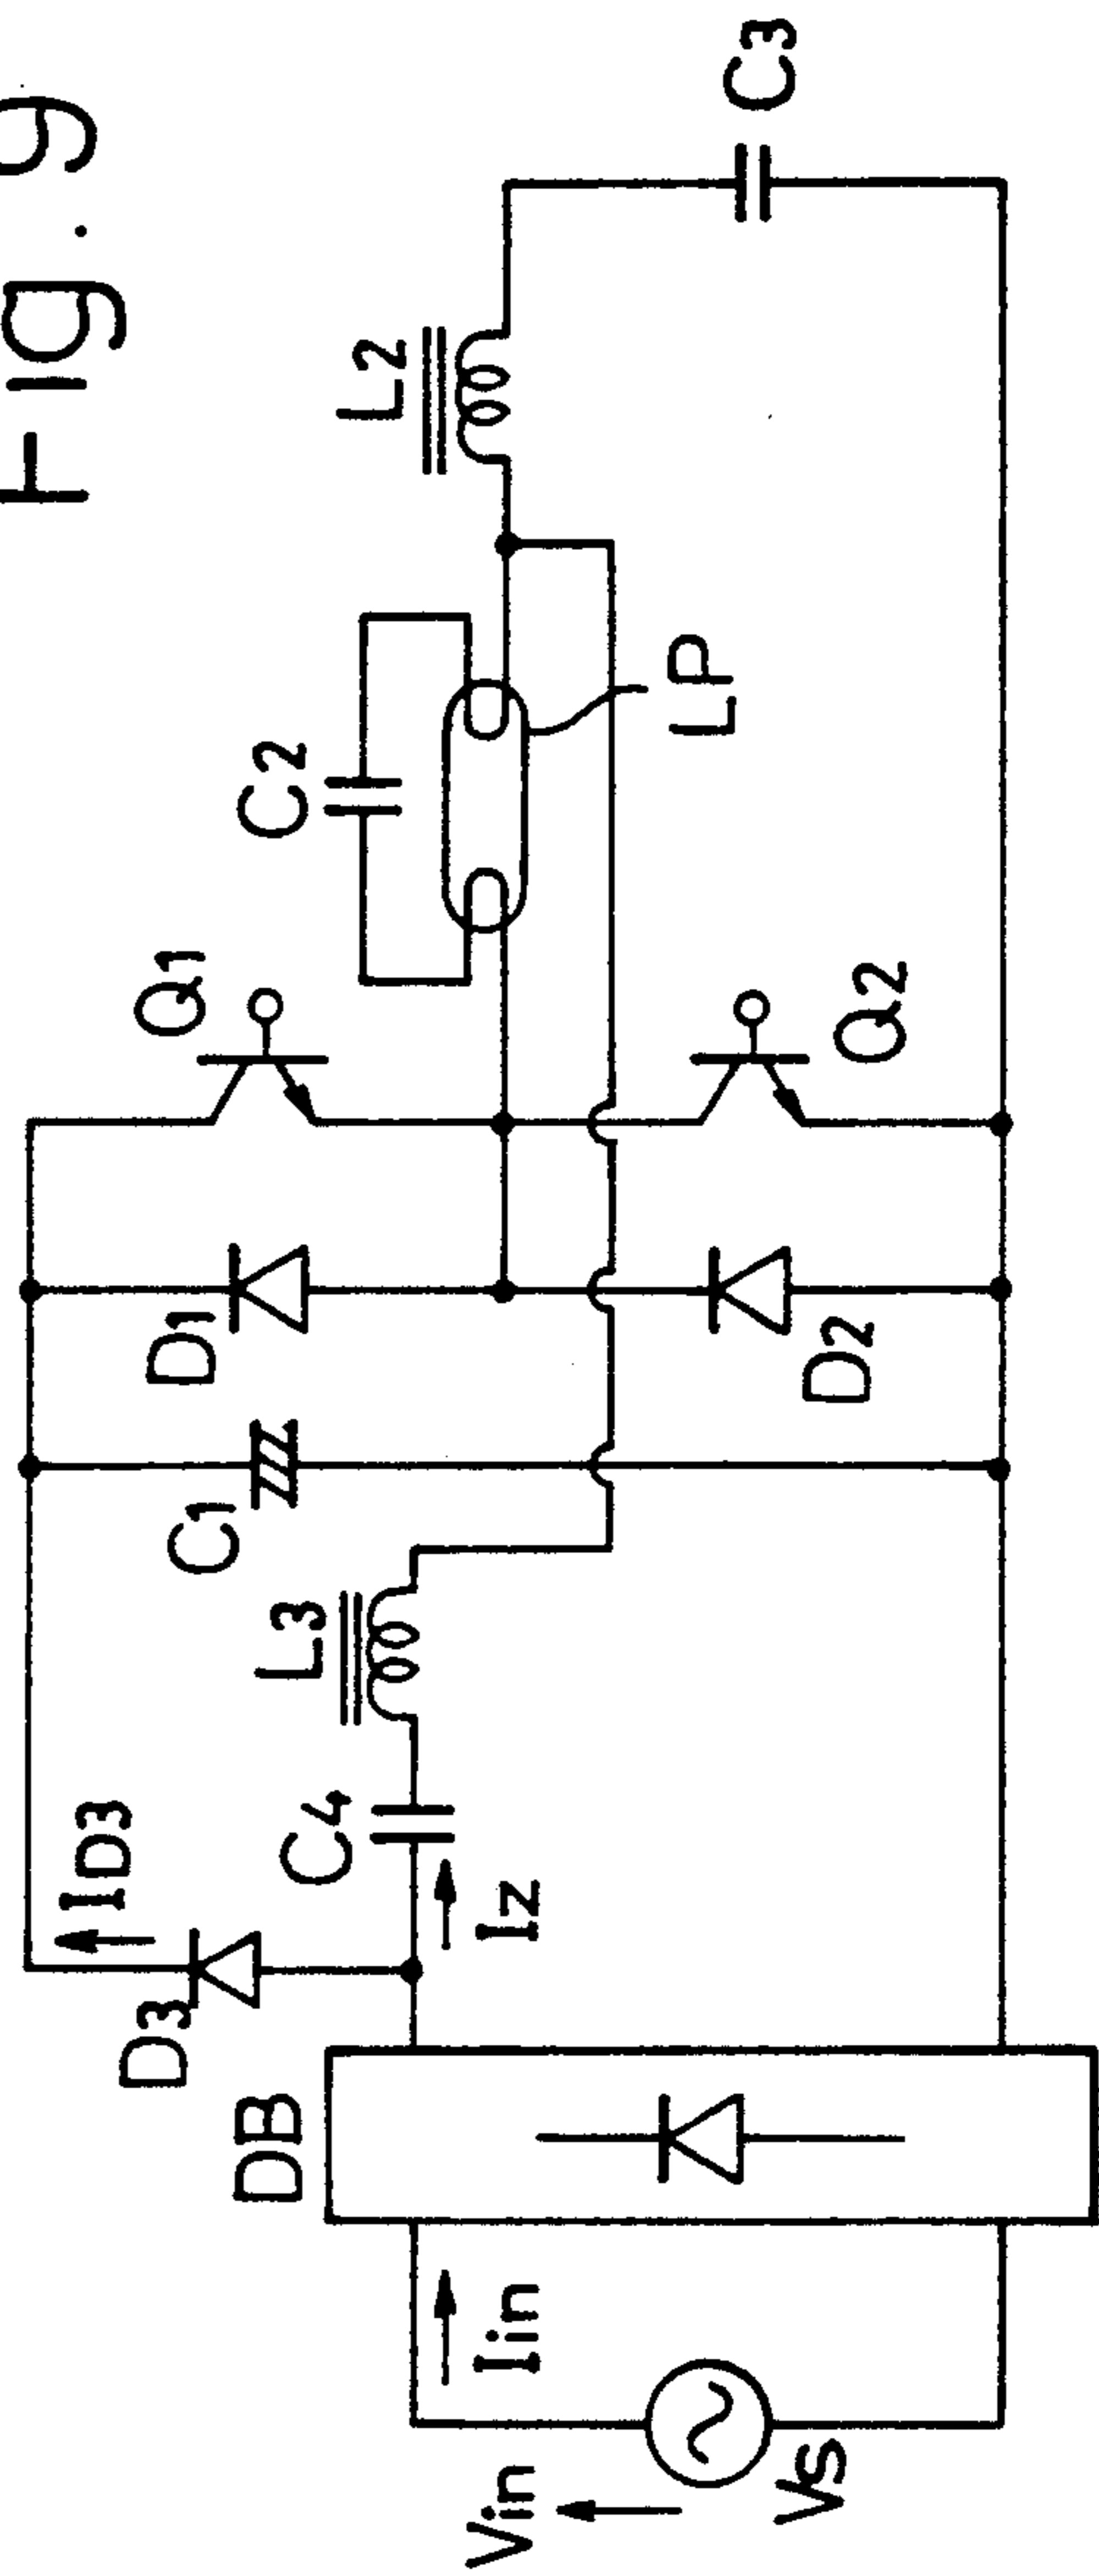 Fig. 9
Vin
Vs
Iin
DB
D3
ID3
Iz
C4
L3
C1
D1
D2
Q1
Q2
C2
LP
L2
C3